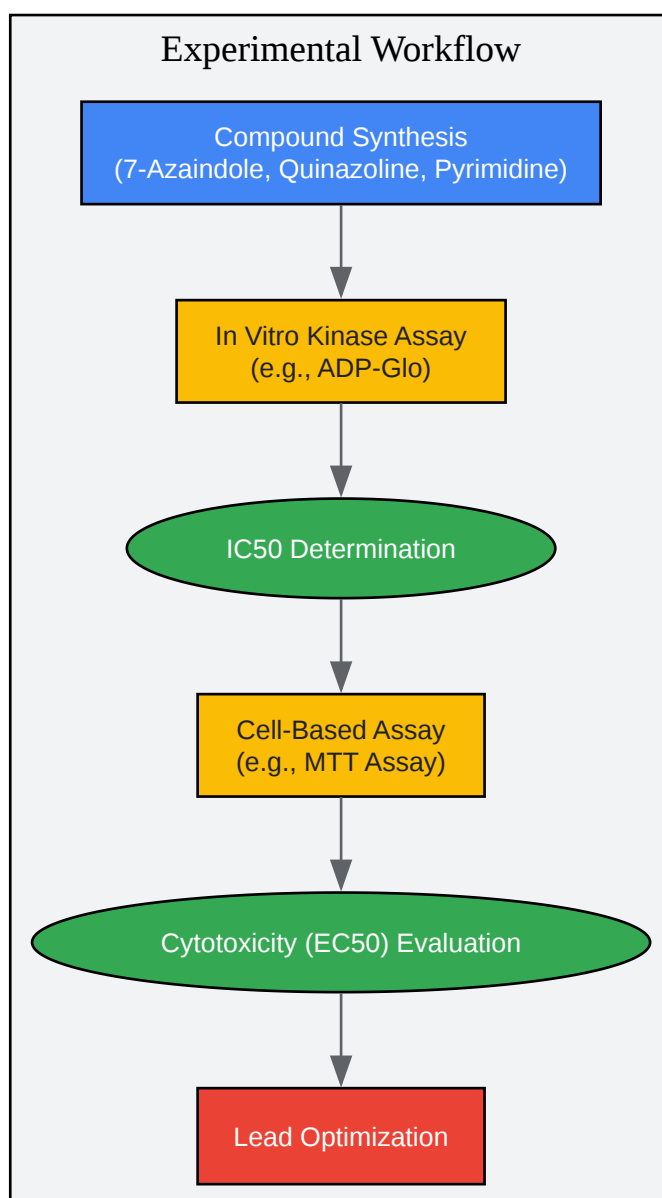 Experimental Workflow
Compound Synthesis
(7-Azaindole, Quinazoline, Pyrimidine)
In Vitro Kinase Assay
(e.g., ADP-Glo)
IC50 Determination
Cell-Based Assay
(e.g., MTT Assay)
Cytotoxicity (EC50) Evaluation
Lead Optimization